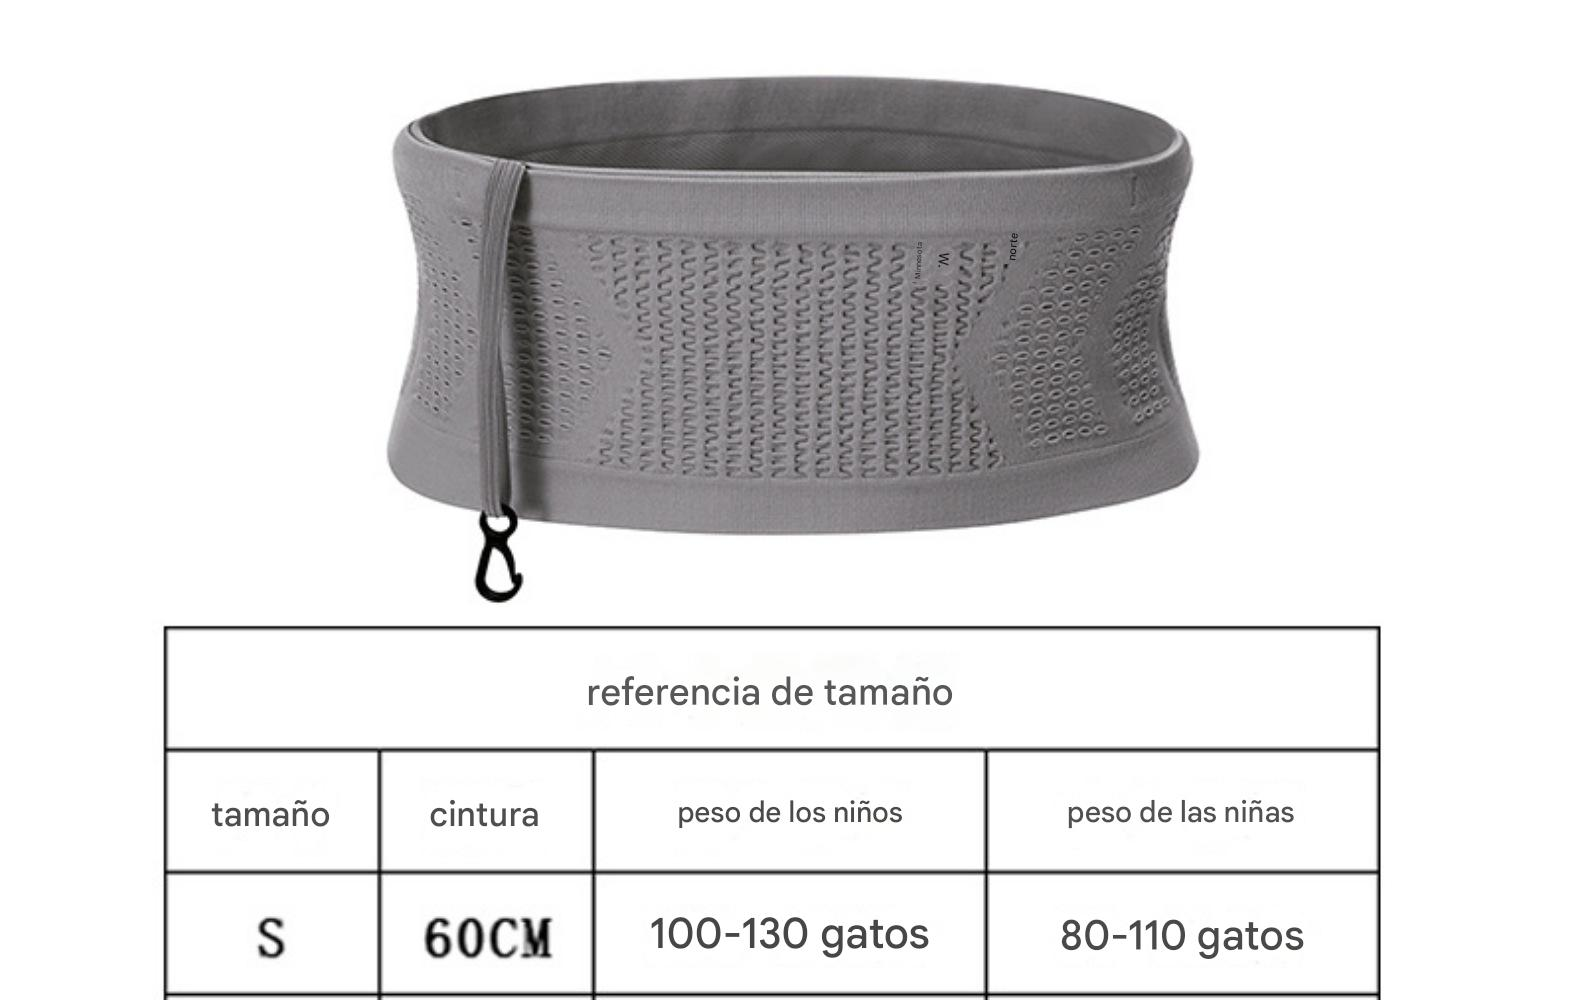 Minnesota
W.
norte
referencia de tamaño
tamaño cintura peso de los niños peso de las niñas
S 60CM 100-130 gatos 80-110 gatos